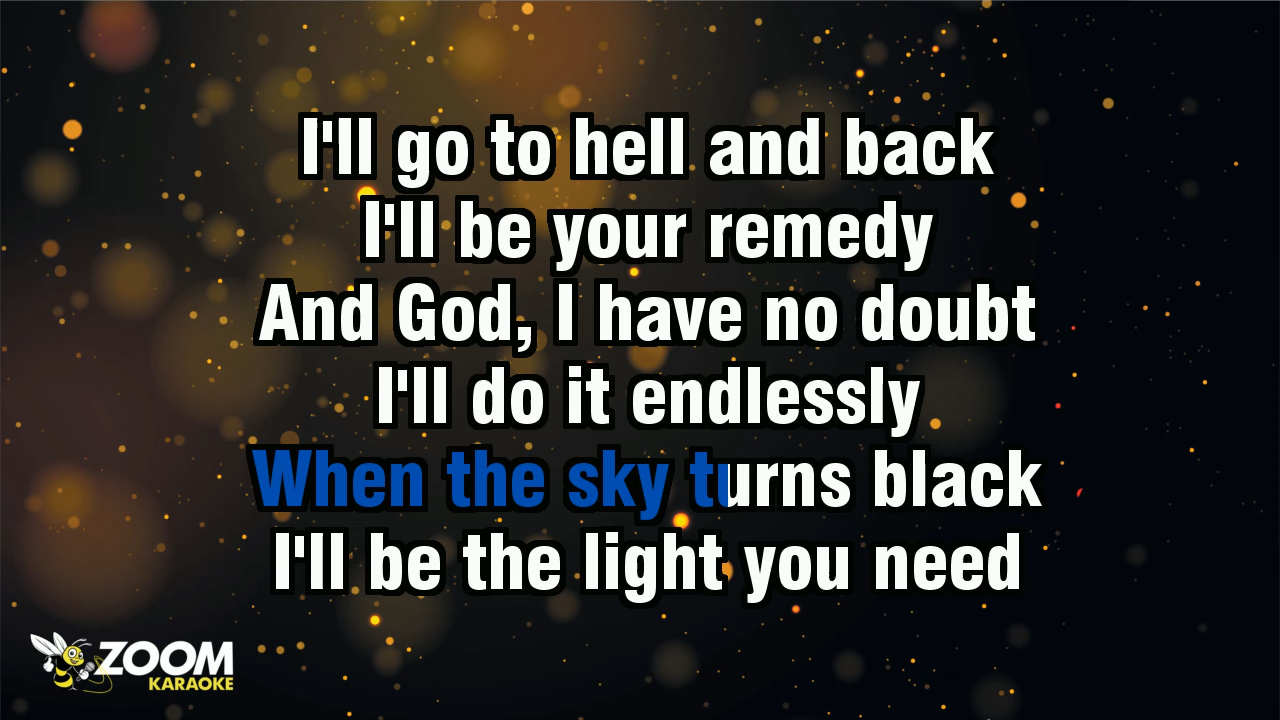 I'll go to hell and back
I'll be your remedy
And God, I have no doubt
I'll do it endlessly
When the sky turns black
I'll be the light you need
ZOOM
KARAOKE